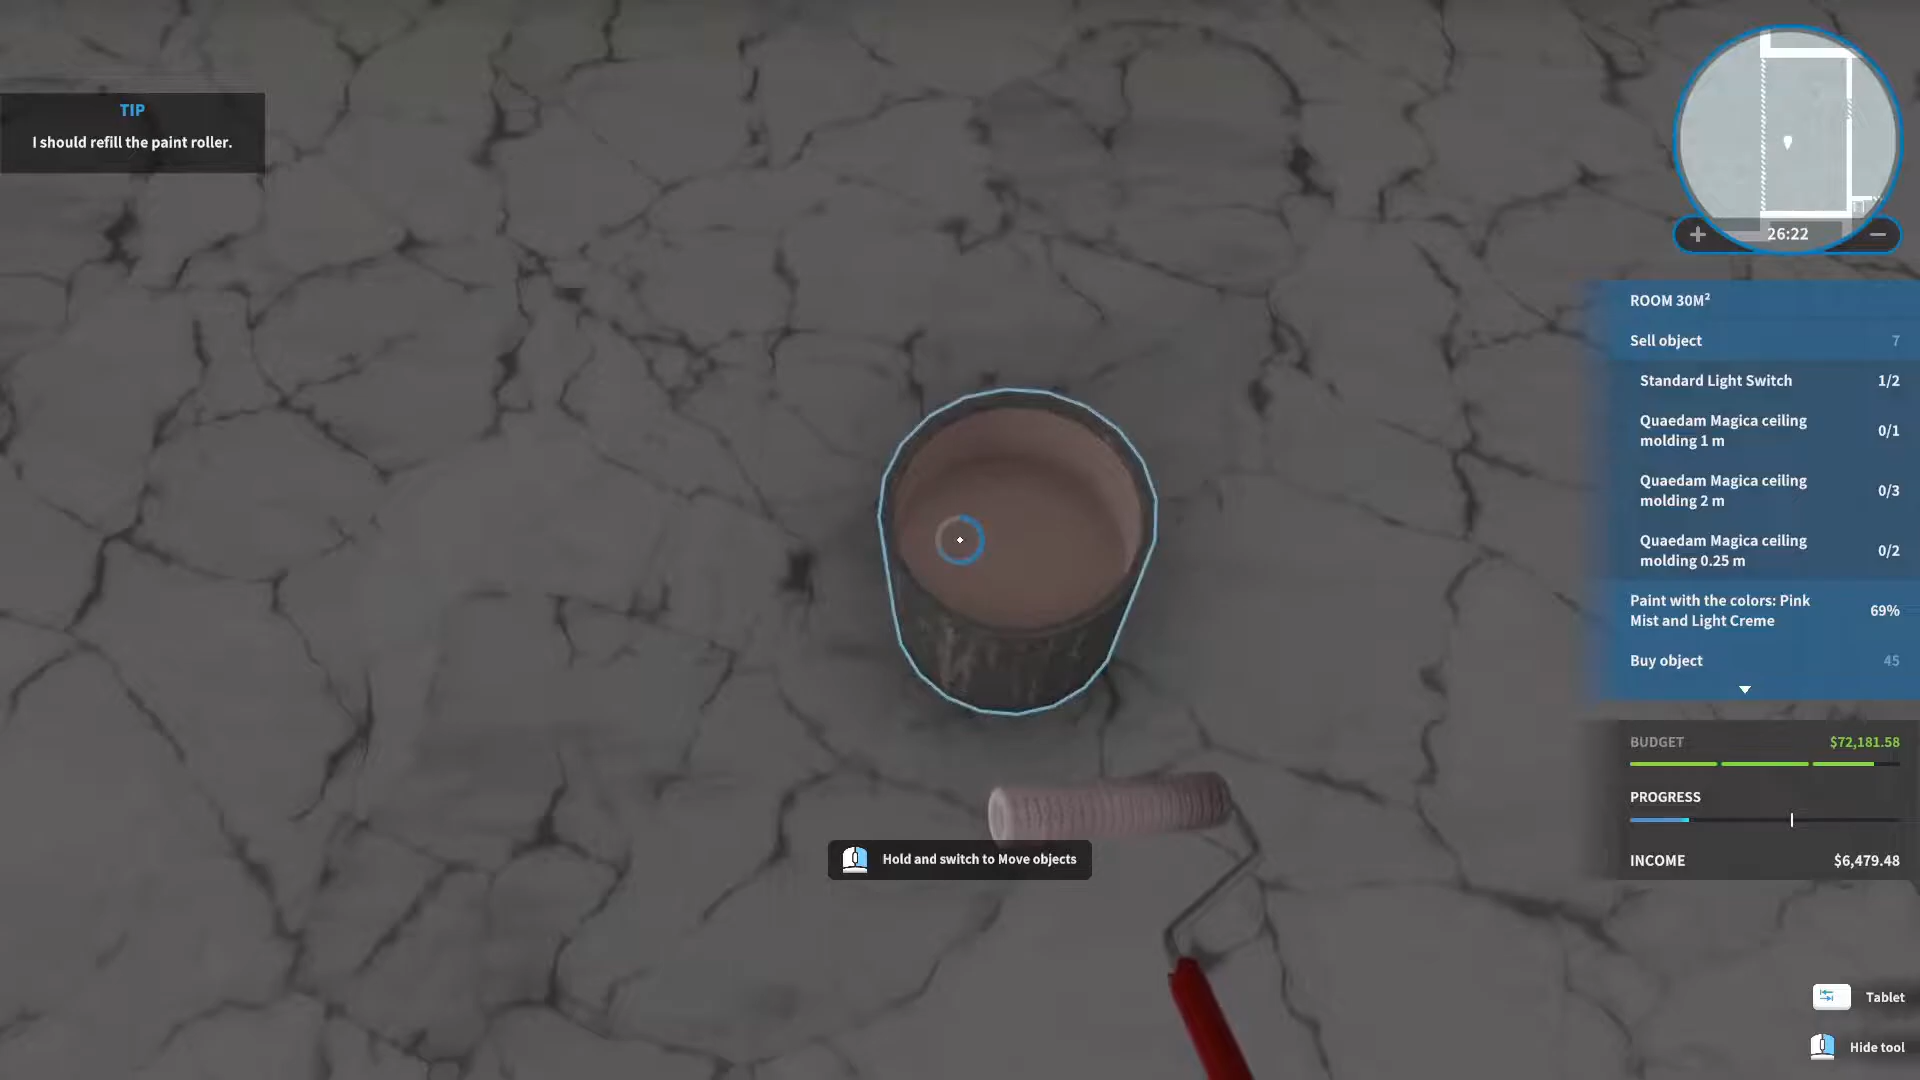 TIP
I should refill the paint roller.
26:22
ROOM 30M²
Sell object 7
Standard Light Switch 1/2
Quaedam Magica ceiling
molding 1 m 0/1
Quaedam Magica ceiling
molding 2 m 0/3
Quaedam Magica ceiling
molding 0.25 m 0/2
Paint with the colors: Pink
Mist and Light Creme 69%
Buy object 45
BUDGET $72,181.58
PROGRESS
INCOME $6,479.48
Hold and switch to Move objects
Tablet
Hide tool